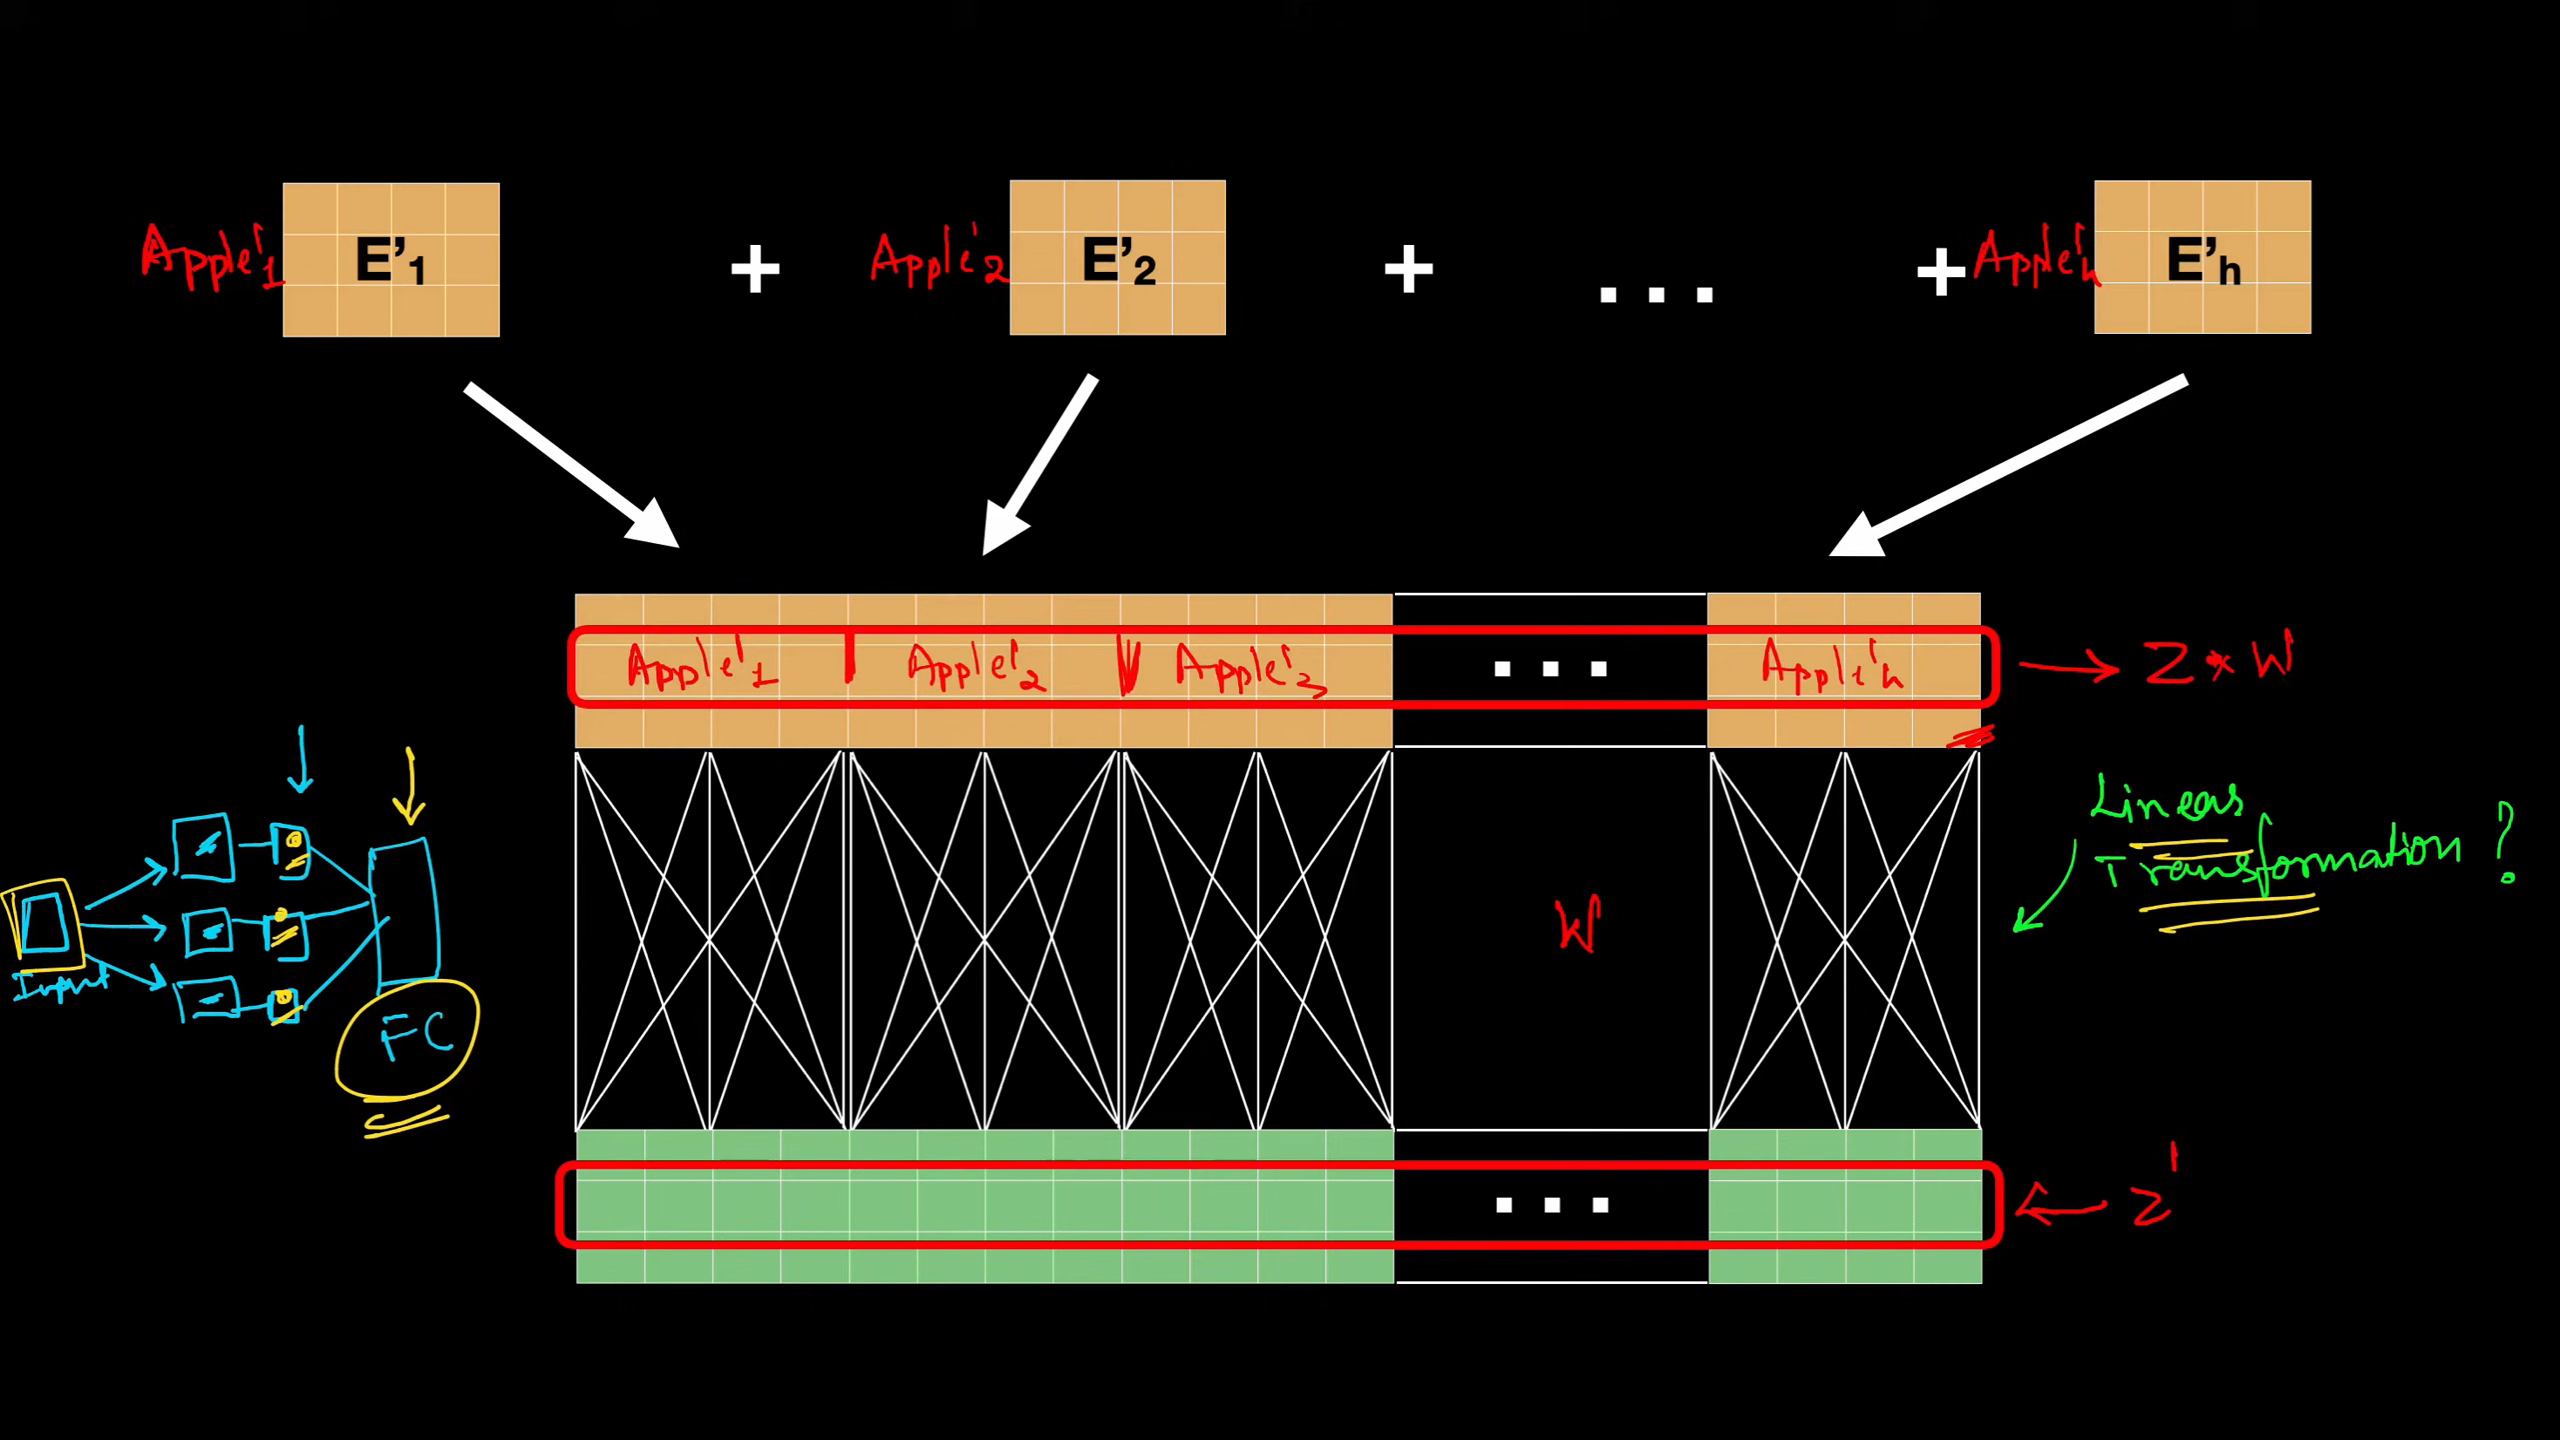 Apple'1 E'1 + Apple'2 E'2 + ... + Apple'h E'h
Apple'1 Apple'2 Apple'3 ... Apple'h → Z * W
Linear
Transformation ?
W
Input
FC
... ← Z'